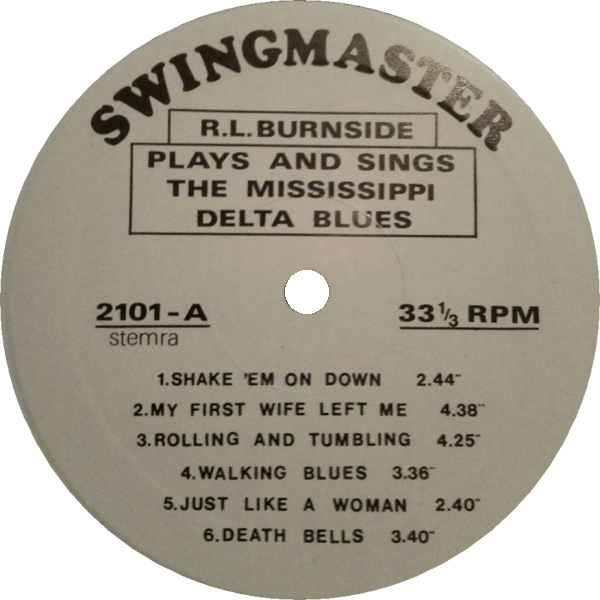 SWINGMASTER
R.L.BURNSIDE
PLAYS AND SINGS
THE MISSISSIPPI
DELTA BLUES
2101-A 33 1/3 RPM
stemra
1.SHAKE 'EM ON DOWN 2.44"
2.MY FIRST WIFE LEFT ME 4.38"
3.ROLLING AND TUMBLING 4.25"
4.WALKING BLUES 3.36"
5.JUST LIKE A WOMAN 2.40"
6.DEATH BELLS 3.40"